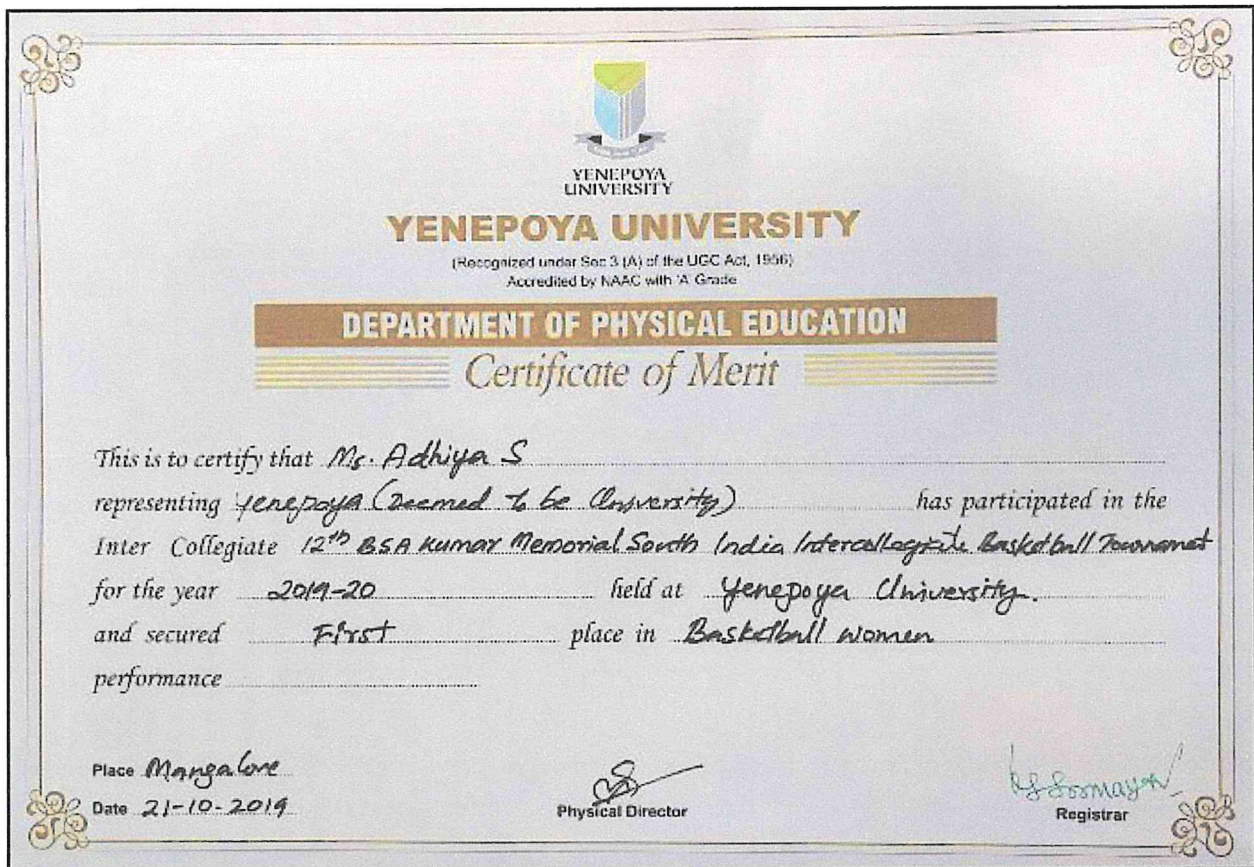 YENEPOYA
UNIVERSITY
YENEPOYA UNIVERSITY
(Recognized under Sec 3 (A) of the UGC Act, 1956)
Accredited by NAAC with 'A' Grade
DEPARTMENT OF PHYSICAL EDUCATION
Certificate of Merit
This is to certify that Ms. Adhiya S
representing Yenepoya (Deemed to be University) has participated in the
Inter Collegiate 12th BSA Kumar Memorial South India Intercollegiate Basketball Tournamet
for the year 2019-20 held at Yenepoya University.
and secured First place in Basketball women
performance
Place Mangalore
Date 21-10-2019
Physical Director
Registrar